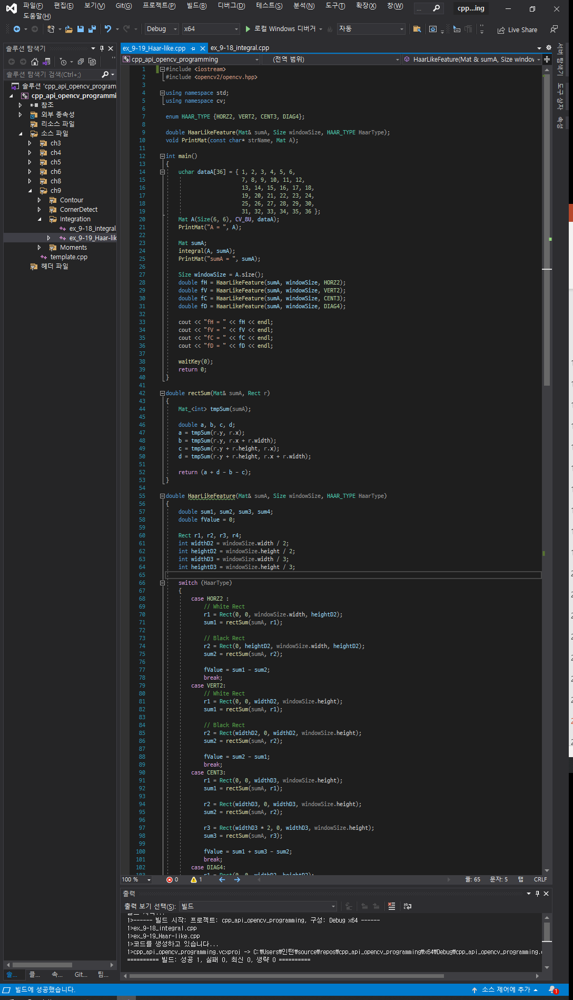 파일(F) 편집(E) 보기(V) Git(G) 프로젝트(P) 빌드(B) 디버그(D) 테스트(S) 분석(N) 도구(T) 확장(X) 창(W)
도움말(H)
... cpp...ing
Debug x64 로컬 Windows 디버거 자동 Live Share
솔루션 탐색기
솔루션 탐색기 검색(Ctrl+;)
솔루션 'cpp_api_opencv_program
cpp_api_opencv_programmi
참조
외부 종속성
리소스 파일
소스 파일
ch3
ch4
ch5
ch6
ch8
ch9
Contour
CornerDetect
Integration
ex_9-18_integral
ex_9-19_Haar-lik
Moments
template.cpp
헤더 파일
솔... 클... 속... Git... 팀...
ex_9-19_Haar-like.cpp ex_9-18_integral.cpp
cpp_api_opencv_programming (전역 범위) HaarLikeFeature(Mat & sumA, Size window
1 #include <iostream>
2 #include <opencv2/opencv.hpp>
3
4 using namespace std;
5 using namespace cv;
6
7 enum HAAR_TYPE {HORZ2, VERT2, CENT3, DIAG4};
8
9 double HaarLikeFeature(Mat& sumA, Size windowSize, HAAR_TYPE HaarType);
10 void PrintMat(const char* strName, Mat A);
11
12 int main()
13 {
14 uchar dataA[36] = { 1, 2, 3, 4, 5, 6,
15 7, 8, 9, 10, 11, 12,
16 13, 14, 15, 16, 17, 18,
17 19, 20, 21, 22, 23, 24,
18 25, 26, 27, 28, 29, 30,
19 31, 32, 33, 34, 35, 36 };
20 Mat A(Size(6, 6), CV_8U, dataA);
21 PrintMat("A = ", A);
22
23 Mat sumA;
24 integral(A, sumA);
25 PrintMat("sumA = ", sumA);
26
27 Size windowSize = A.size();
28 double fH = HaarLikeFeature(sumA, windowSize, HORZ2);
29 double fV = HaarLikeFeature(sumA, windowSize, VERT2);
30 double fC = HaarLikeFeature(sumA, windowSize, CENT3);
31 double fD = HaarLikeFeature(sumA, windowSize, DIAG4);
32
33 cout << "fH = " << fH << endl;
34 cout << "fV = " << fV << endl;
35 cout << "fC = " << fC << endl;
36 cout << "fD = " << fD << endl;
37
38 waitKey(0);
39 return 0;
40 }
41
42 double rectSum(Mat& sumA, Rect r)
43 {
44 Mat_<int> tmpSum(sumA);
45
46 double a, b, c, d;
47 a = tmpSum(r.y, r.x);
48 b = tmpSum(r.y, r.x + r.width);
49 c = tmpSum(r.y + r.height, r.x);
50 d = tmpSum(r.y + r.height, r.x + r.width);
51
52 return (a + d - b - c);
53 }
54
55 double HaarLikeFeature(Mat& sumA, Size windowSize, HAAR_TYPE HaarType)
56 {
57 double sum1, sum2, sum3, sum4;
58 double fValue = 0;
59
60 Rect r1, r2, r3, r4;
61 int widthD2 = windowSize.width / 2;
62 int heightD2 = windowSize.height / 2;
63 int widthD3 = windowSize.width / 3;
64 int heightD3 = windowSize.height / 3;
65
66 switch (HaarType)
67 {
68 case HORZ2 :
69 // White Rect
70 r1 = Rect(0, 0, windowSize.width, heightD2);
71 sum1 = rectSum(sumA, r1);
72
73 // Black Rect
74 r2 = Rect(0, heightD2, windowSize.width, heightD2);
75 sum2 = rectSum(sumA, r2);
76
77 fValue = sum1 - sum2;
78 break;
79 case VERT2:
80 // White Rect
81 r1 = Rect(0, 0, widthD2, windowSize.height);
82 sum1 = rectSum(sumA, r1);
83
84 // Black Rect
85 r2 = Rect(widthD2, 0, widthD2, windowSize.height);
86 sum2 = rectSum(sumA, r2);
87
88 fValue = sum2 - sum1;
89 break;
90 case CENT3:
91 r1 = Rect(0, 0, widthD3, windowSize.height);
92 sum1 = rectSum(sumA, r1);
93
94 r2 = Rect(widthD3, 0, widthD3, windowSize.height);
95 sum2 = rectSum(sumA, r2);
96
97 r3 = Rect(widthD3 * 2, 0, widthD3, windowSize.height);
98 sum3 = rectSum(sumA, r3);
99
100 fValue = sum1 + sum3 - sum2;
101 break;
102 case DIAG4:
103 r1 = Rect(0, 0, widthD2, heightD2);
100 % 0 1 줄: 65 문자: 5 탭 CRLF
서버 탐색기
도구 상자
속성
출력
출력 보기 선택(S): 빌드
1>------ 빌드 시작: 프로젝트: cpp_api_opencv_programming, 구성: Debug x64 ------
1>ex_9-18_integral.cpp
1>ex_9-19_Haar-like.cpp
1>코드를 생성하고 있습니다...
1>cpp_api_opencv_programming.vcxproj -> C:₩Users₩인턴₩source₩repos₩cpp_api_opencv_programming₩x64₩Debug₩cpp_api_opencv_programming.
========== 빌드: 성공 1, 실패 0, 최신 0, 생략 0 ==========
빌드에 성공했습니다. 소스 제어에 추가 1